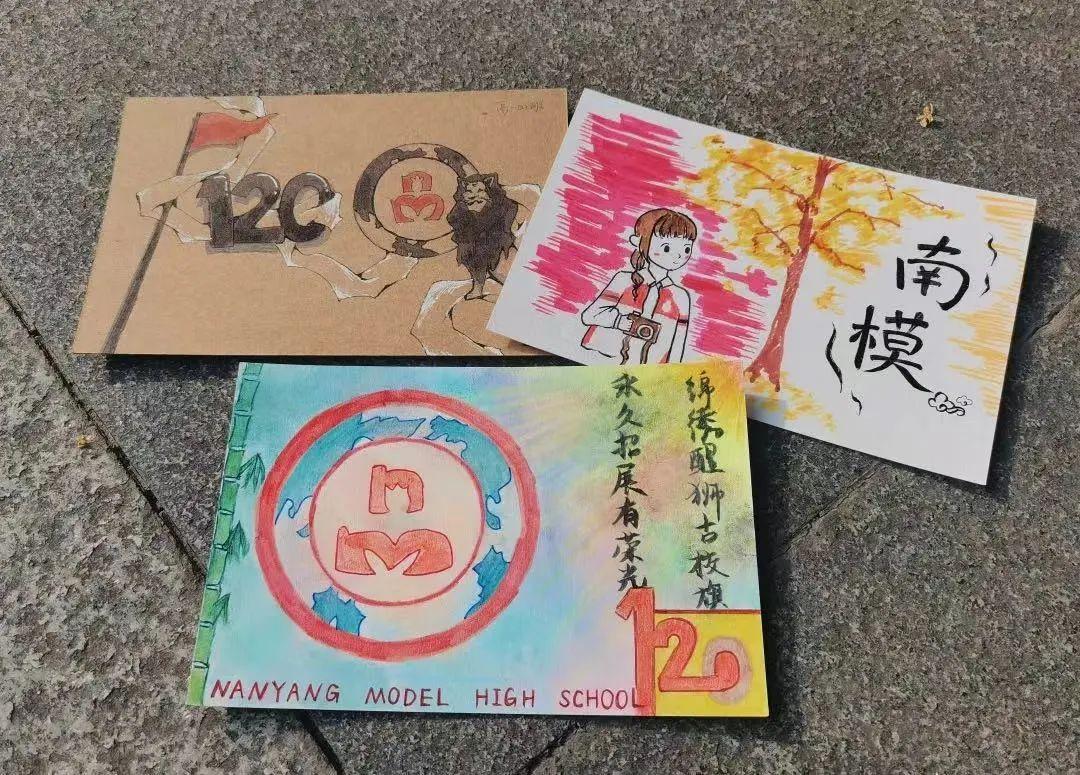 120
南模
绵绣醒狮古校旗
永久招展有荣光
120
NANYANG MODEL HIGH SCHOOL